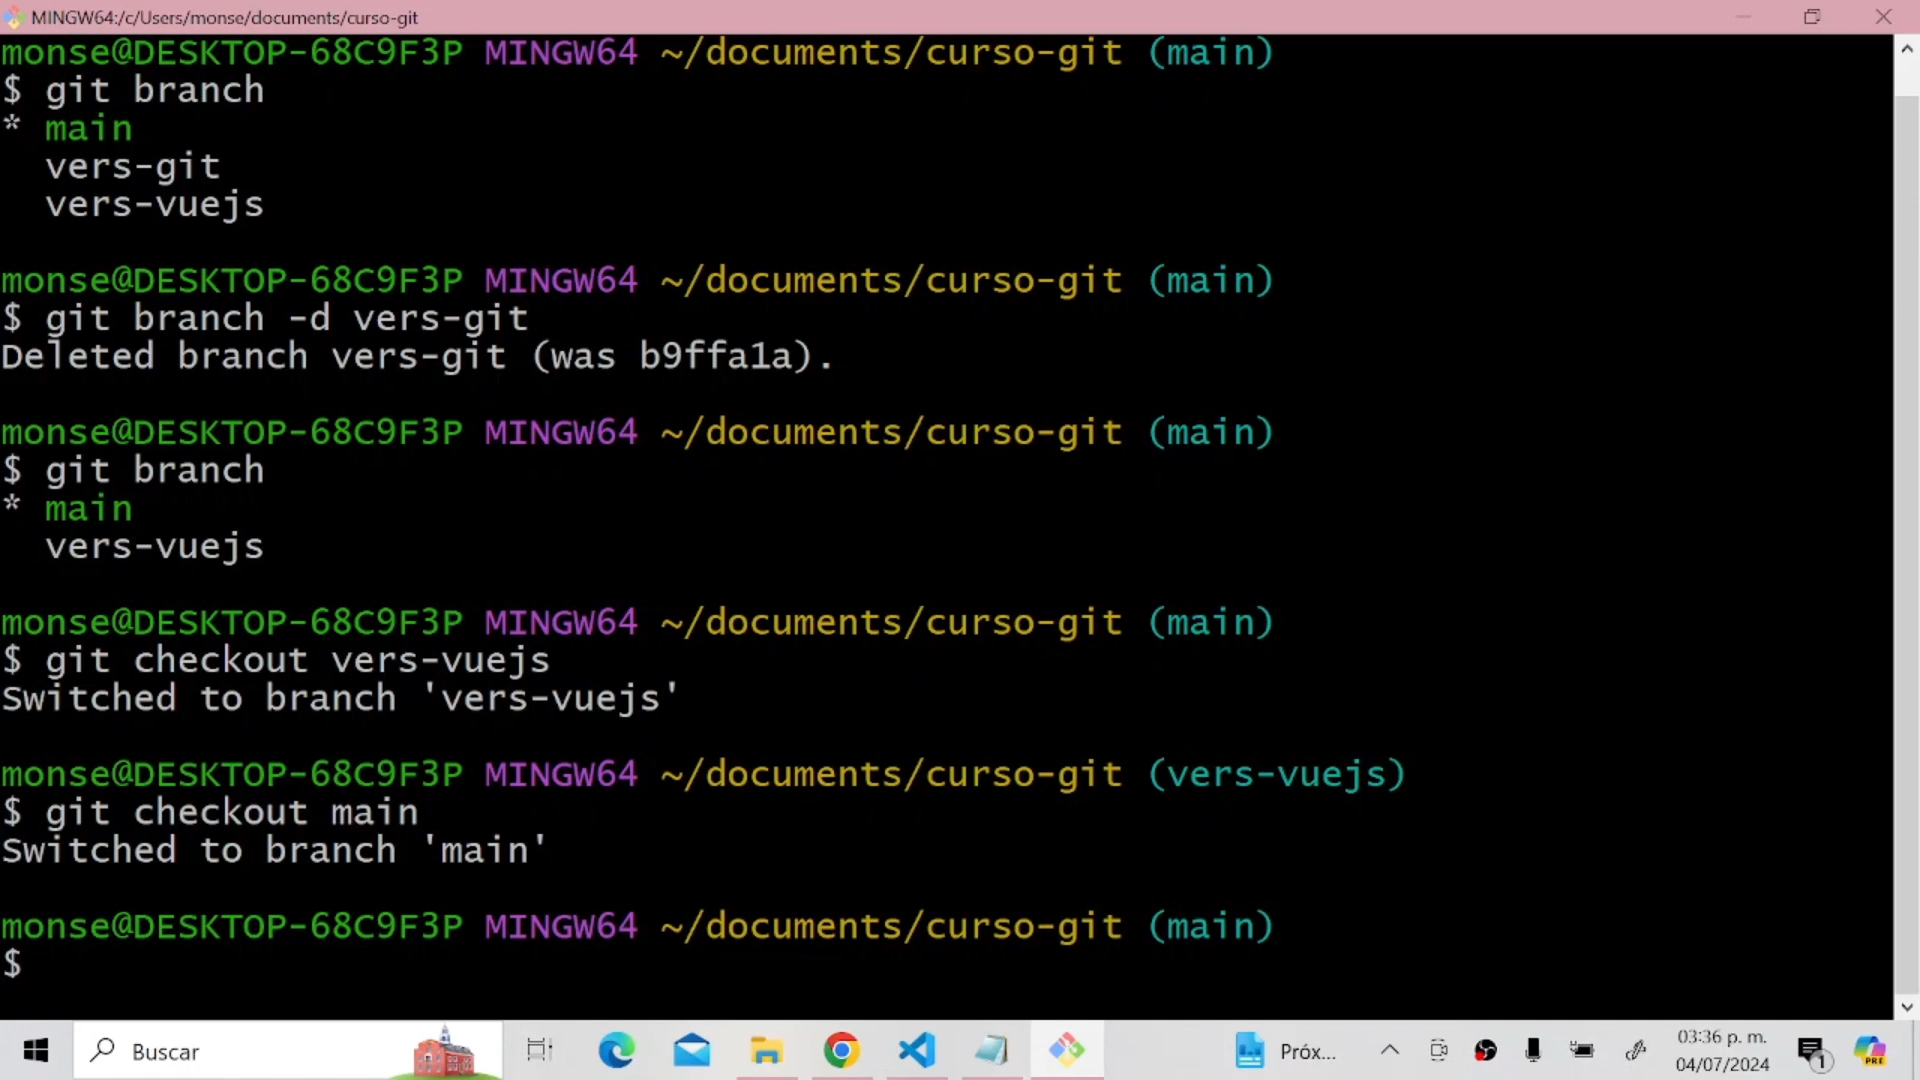 MINGW64:/c/Users/monse/documents/curso-git
monse@DESKTOP-68C9F3P MINGW64 ~/documents/curso-git (main)
$ git branch
* main
  vers-git
  vers-vuejs
monse@DESKTOP-68C9F3P MINGW64 ~/documents/curso-git (main)
$ git branch -d vers-git
Deleted branch vers-git (was b9ffa1a).
monse@DESKTOP-68C9F3P MINGW64 ~/documents/curso-git (main)
$ git branch
* main
  vers-vuejs
monse@DESKTOP-68C9F3P MINGW64 ~/documents/curso-git (main)
$ git checkout vers-vuejs
Switched to branch 'vers-vuejs'
monse@DESKTOP-68C9F3P MINGW64 ~/documents/curso-git (vers-vuejs)
$ git checkout main
Switched to branch 'main'
monse@DESKTOP-68C9F3P MINGW64 ~/documents/curso-git (main)
$
Buscar
Próx...
03:36 p. m.
04/07/2024
1
PRE